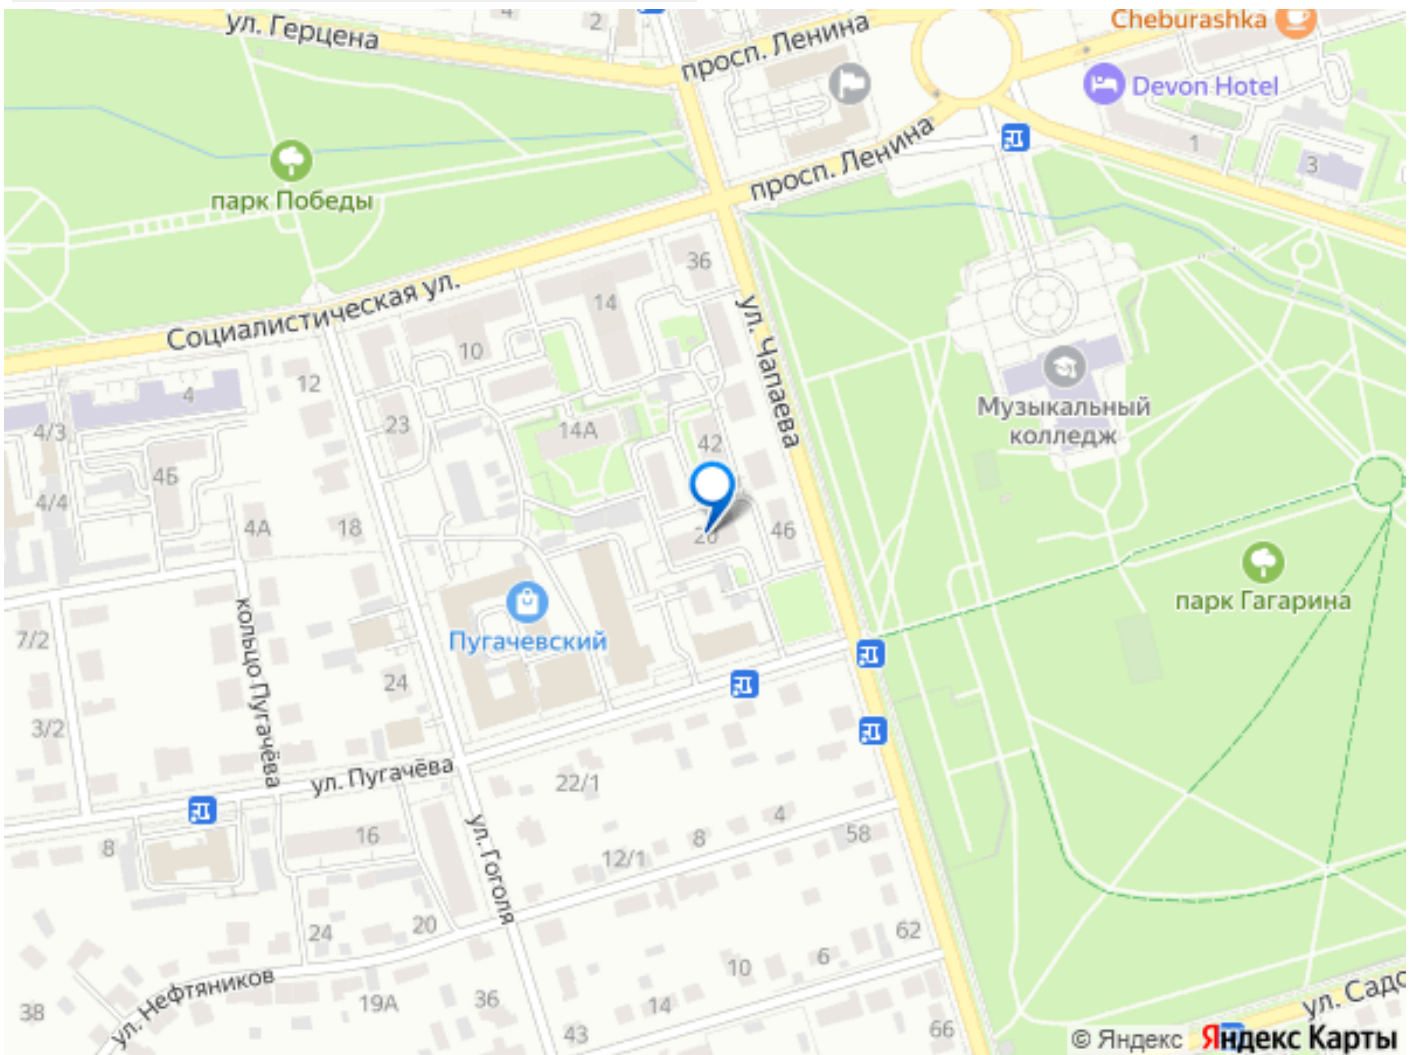 4
2
ул. Герцена
просп. Ленина
Cheburashka
Devon Hotel
просп. Ленина
1
3
парк Победы
36
Социалистическая ул.
14
10
ул. Чапаева
12
4
23
14А
42
Музыкальный
колледж
4/3
4Б
4/4
4А
18
46
парк Гагарина
7/2
кольцо Пугачёва
Пугачевский
24
3/2
ул. Пугачёва
22/1
16
8
ул. Гоголя
12/1
8
4
58
24
20
62
ул. Нефтяников
38
19А
36
14
10
6
43
66
ул. Садо
© Яндекс Яндекс Карты